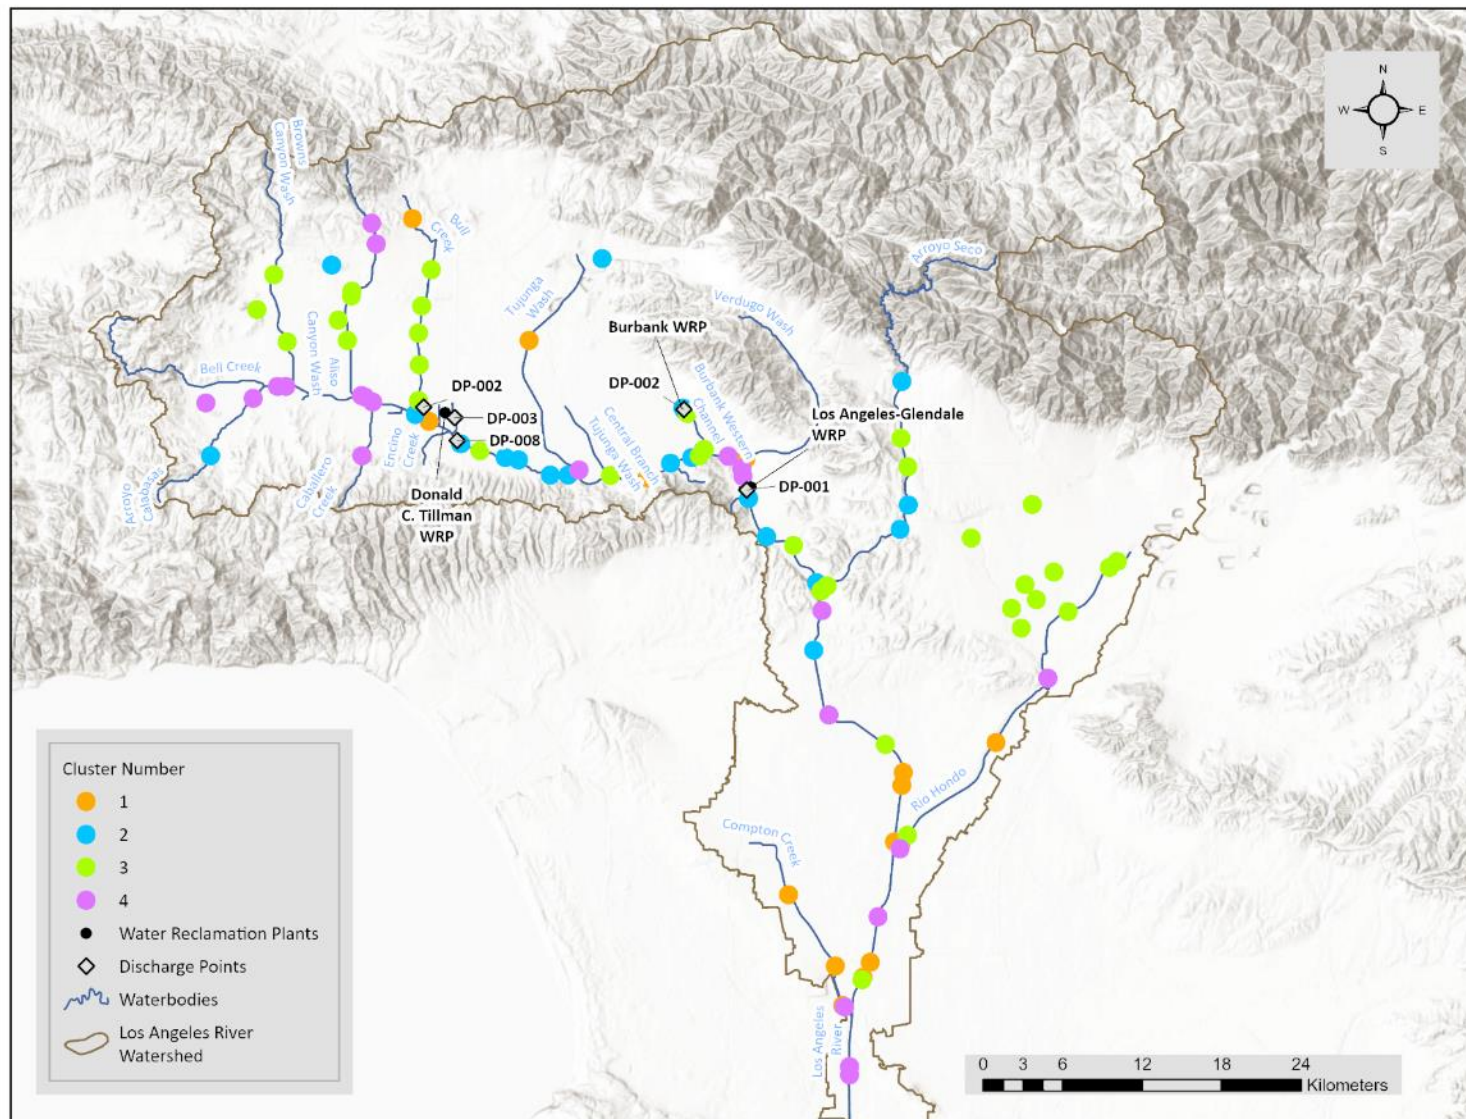 N
W E
S
Browns
Canyon Wash
Bull
Creek
Arroyo Seco
Tujunga
Wash
Verdugo Wash
Burbank WRP
Canyon Wash
Aliso
Bell Creek
DP-002
DP-002
Burbank Western
Channel
Los Angeles-Glendale
WRP
DP-003
Central Branch
Tujunga Wash
Encino
Creek
DP-008
Arroyo
Calabasas
Caballero
Creek
DP-001
Donald
C. Tillman
WRP
Rio Hondo
Compton Creek
Los Angeles
River
Cluster Number
1
2
3
4
Water Reclamation Plants
Discharge Points
Waterbodies
Los Angeles River
Watershed
0 3 6 12 18 24
Kilometers